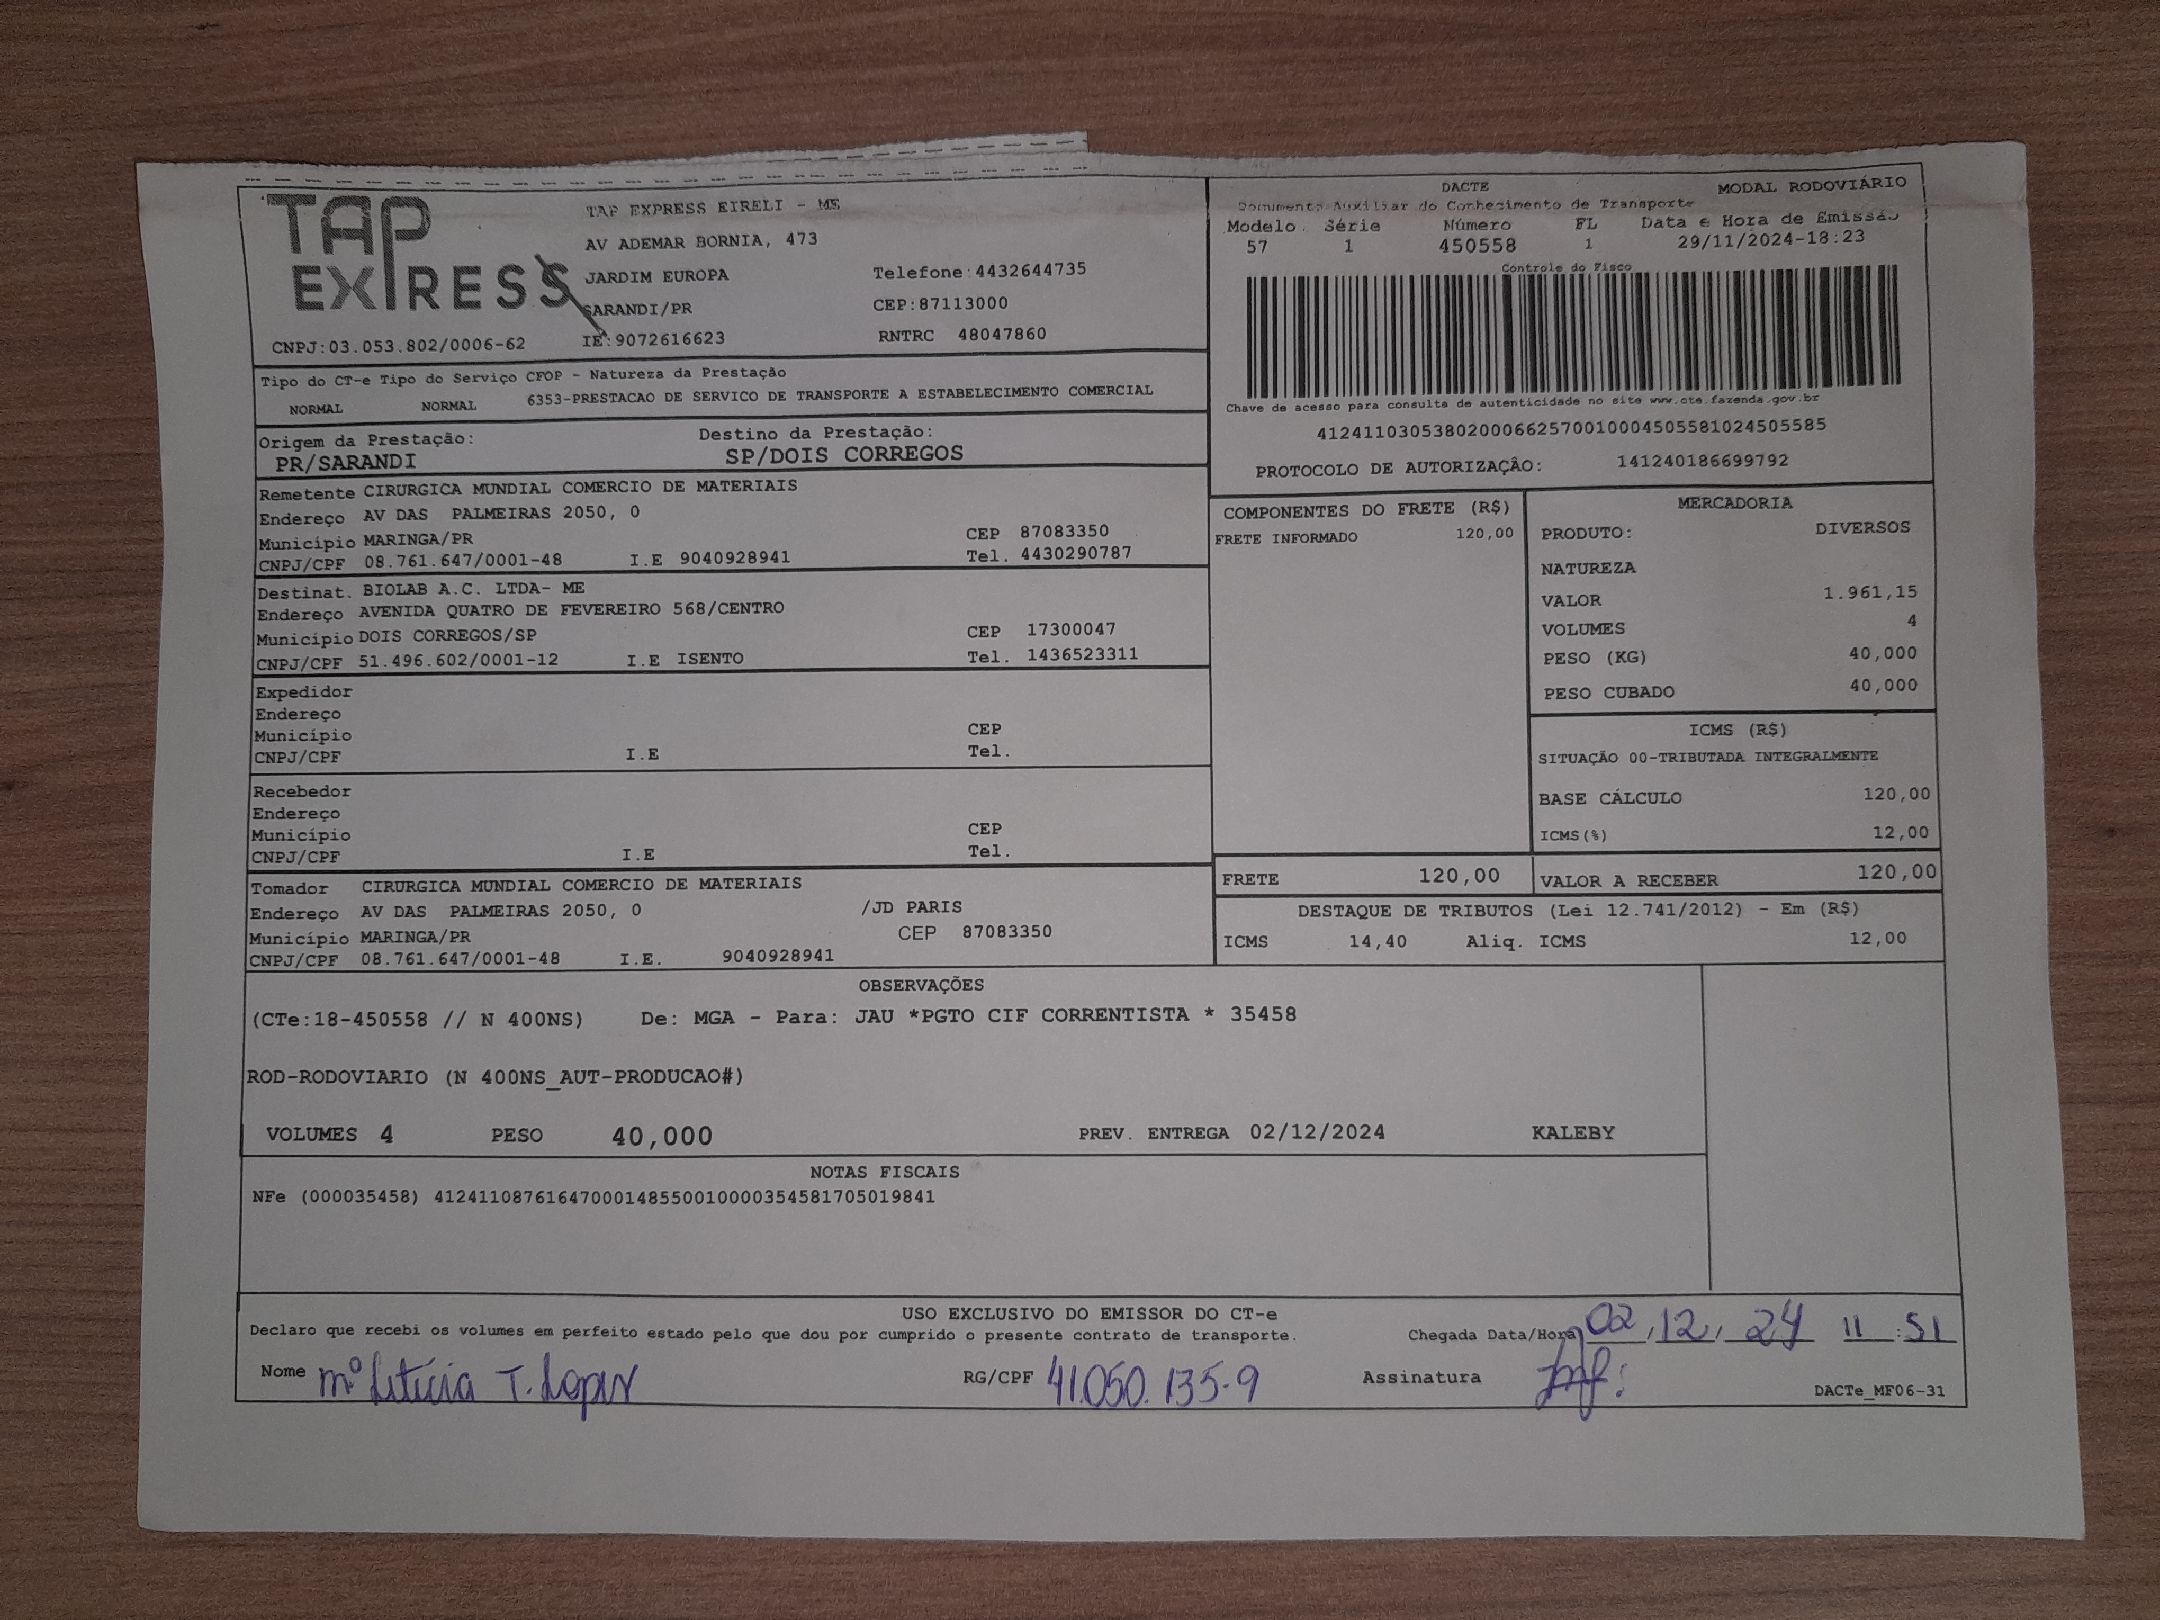 TAP EXPRESS
TAP EXPRESS EIRELI - ME
AV ADEMAR BORNIA, 473
JARDIM EUROPA Telefone:4432644735
SARANDI/PR CEP:87113000
CNPJ:03.053.802/0006-62 IE:9072616623 RNTRC 48047860
DACTE MODAL RODOVIÁRIO
Documento Auxiliar do Conhecimento de Transporte
Modelo Série Número FL Data e Hora de Emissão
57 1 450558 1 29/11/2024-18:23
Controle do Fisco
Chave de acesso para consulta de autenticidade no site www.cte.fazenda.gov.br
41241103053802000662570010004505581024505585
PROTOCOLO DE AUTORIZAÇÃO: 141240186699792
Tipo do CT-e Tipo do Serviço CFOP - Natureza da Prestação
NORMAL NORMAL 6353-PRESTACAO DE SERVICO DE TRANSPORTE A ESTABELECIMENTO COMERCIAL
Origem da Prestação: Destino da Prestação:
PR/SARANDI SP/DOIS CORREGOS
Remetente CIRURGICA MUNDIAL COMERCIO DE MATERIAIS
Endereço AV DAS PALMEIRAS 2050, 0
Município MARINGA/PR CEP 87083350
CNPJ/CPF 08.761.647/0001-48 I.E 9040928941 Tel. 4430290787
Destinat. BIOLAB A.C. LTDA- ME
Endereço AVENIDA QUATRO DE FEVEREIRO 568/CENTRO
Município DOIS CORREGOS/SP CEP 17300047
CNPJ/CPF 51.496.602/0001-12 I.E ISENTO Tel. 1436523311
Expedidor
Endereço
Município CEP
CNPJ/CPF I.E Tel.
Recebedor
Endereço
Município CEP
CNPJ/CPF I.E Tel.
Tomador CIRURGICA MUNDIAL COMERCIO DE MATERIAIS
Endereço AV DAS PALMEIRAS 2050, 0 /JD PARIS
Município MARINGA/PR CEP 87083350
CNPJ/CPF 08.761.647/0001-48 I.E. 9040928941
COMPONENTES DO FRETE (R$)
FRETE INFORMADO 120,00
MERCADORIA
PRODUTO: DIVERSOS
NATUREZA
VALOR 1.961,15
VOLUMES 4
PESO (KG) 40,000
PESO CUBADO 40,000
ICMS (R$)
SITUAÇÃO 00-TRIBUTADA INTEGRALMENTE
BASE CÁLCULO 120,00
ICMS(%) 12,00
FRETE 120,00 VALOR A RECEBER 120,00
DESTAQUE DE TRIBUTOS (Lei 12.741/2012) - Em (R$)
ICMS 14,40 Aliq. ICMS 12,00
OBSERVAÇÕES
(CTe:18-450558 // N 400NS) De: MGA - Para: JAU *PGTO CIF CORRENTISTA * 35458
ROD-RODOVIARIO (N 400NS_AUT-PRODUCAO#)
VOLUMES 4 PESO 40,000 PREV. ENTREGA 02/12/2024 KALEBY
NOTAS FISCAIS
NFe (000035458) 41241108761647000148550010000354581705019841
USO EXCLUSIVO DO EMISSOR DO CT-e
Declaro que recebi os volumes em perfeito estado pelo que dou por cumprido o presente contrato de transporte. Chegada Data/Hora 02/12/24 11:51
Nome Mª Letícia T. Lopes RG/CPF 41.050.135-9 Assinatura
DACTe_MF06-31